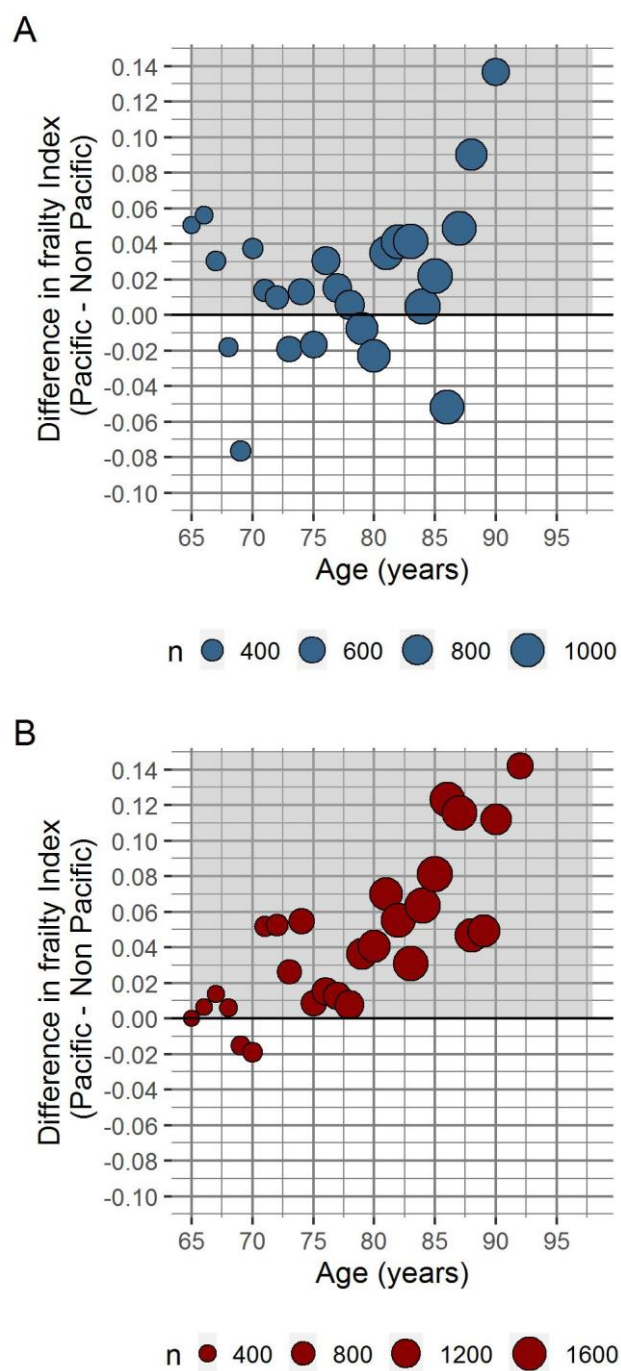 A
Difference in frailty Index
(Pacific - Non Pacific)
0.14
0.12
0.10
0.08
0.06
0.04
0.02
0.00
-0.02
-0.04
-0.06
-0.08
-0.10
65 70 75 80 85 90 95
Age (years)
n 400 600 800 1000
B
Difference in frailty Index
(Pacific - Non Pacific)
0.14
0.12
0.10
0.08
0.06
0.04
0.02
0.00
-0.02
-0.04
-0.06
-0.08
-0.10
65 70 75 80 85 90 95
Age (years)
n 400 800 1200 1600